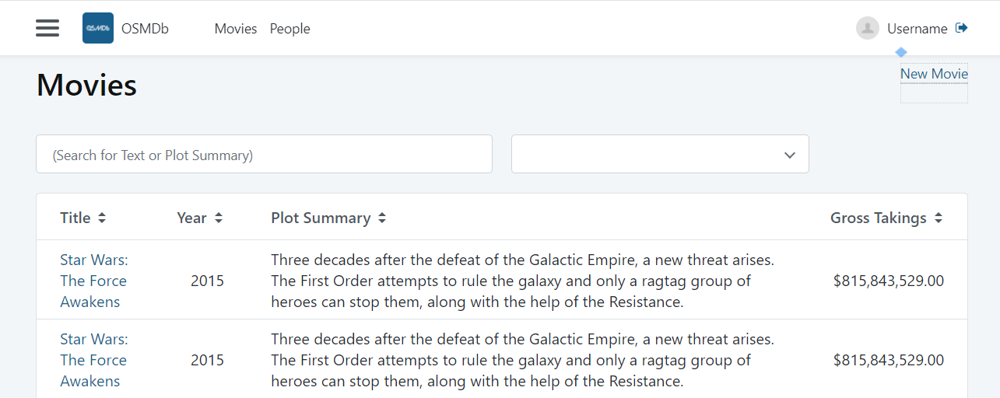 OSMDb OSMDb Movies People Username
Movies New Movie
(Search for Text or Plot Summary)
Title Year Plot Summary Gross Takings
Star Wars: The Force Awakens 2015 Three decades after the defeat of the Galactic Empire, a new threat arises.
The First Order attempts to rule the galaxy and only a ragtag group of
heroes can stop them, along with the help of the Resistance. $815,843,529.00
Star Wars: The Force Awakens 2015 Three decades after the defeat of the Galactic Empire, a new threat arises.
The First Order attempts to rule the galaxy and only a ragtag group of
heroes can stop them, along with the help of the Resistance. $815,843,529.00